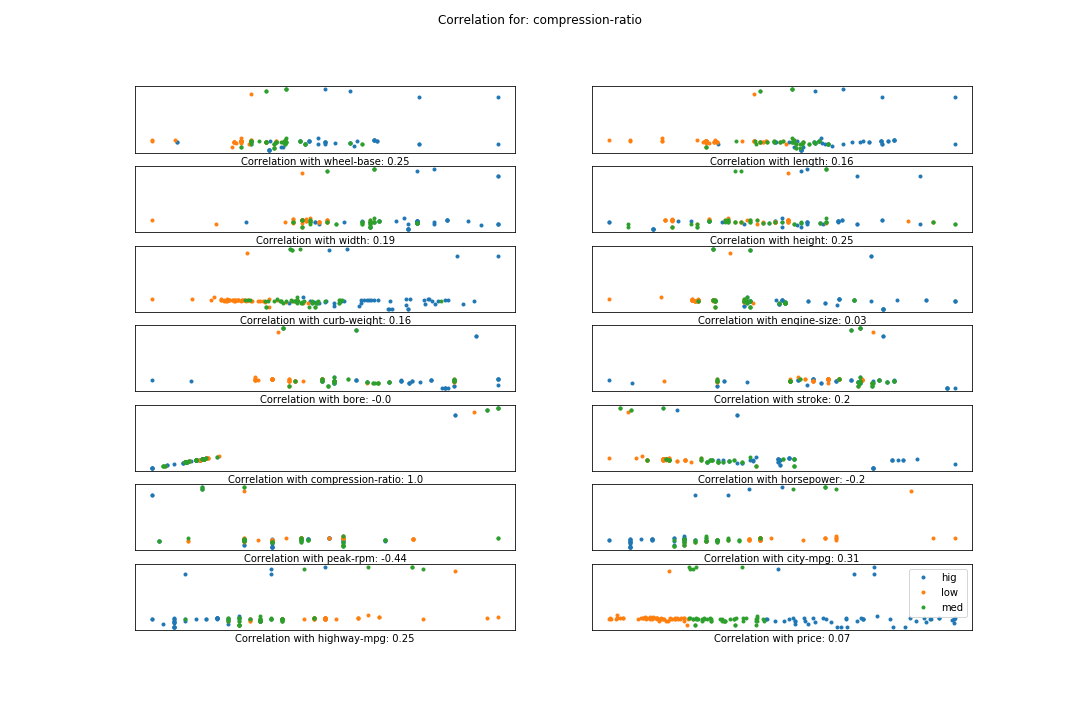 Correlation for: compression-ratio
Correlation with wheel-base: 0.25
Correlation with length: 0.16
Correlation with width: 0.19
Correlation with height: 0.25
Correlation with curb-weight: 0.16
Correlation with engine-size: 0.03
Correlation with bore: -0.0
Correlation with stroke: 0.2
Correlation with compression-ratio: 1.0
Correlation with horsepower: -0.2
Correlation with peak-rpm: -0.44
Correlation with city-mpg: 0.31
Correlation with highway-mpg: 0.25
hig
low
med
Correlation with price: 0.07